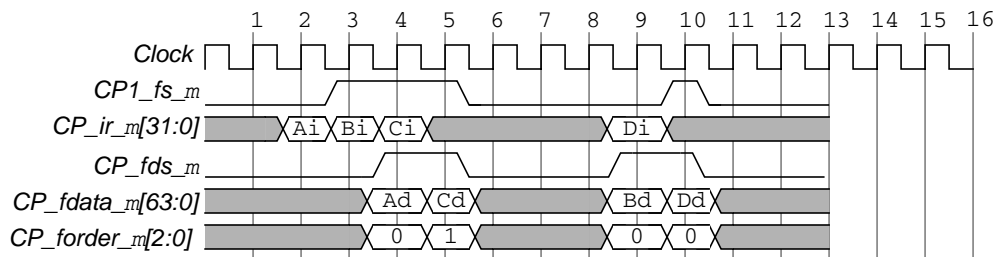 1 2 3 4 5 6 7 8 9 10 11 12 13 14 15 16
Clock
CP1_fs_m
CP_ir_m[31:0] Ai Bi Ci Di
CP_fds_m
CP_fdata_m[63:0] Ad Cd Bd Dd
CP_forder_m[2:0] 0 1 0 0